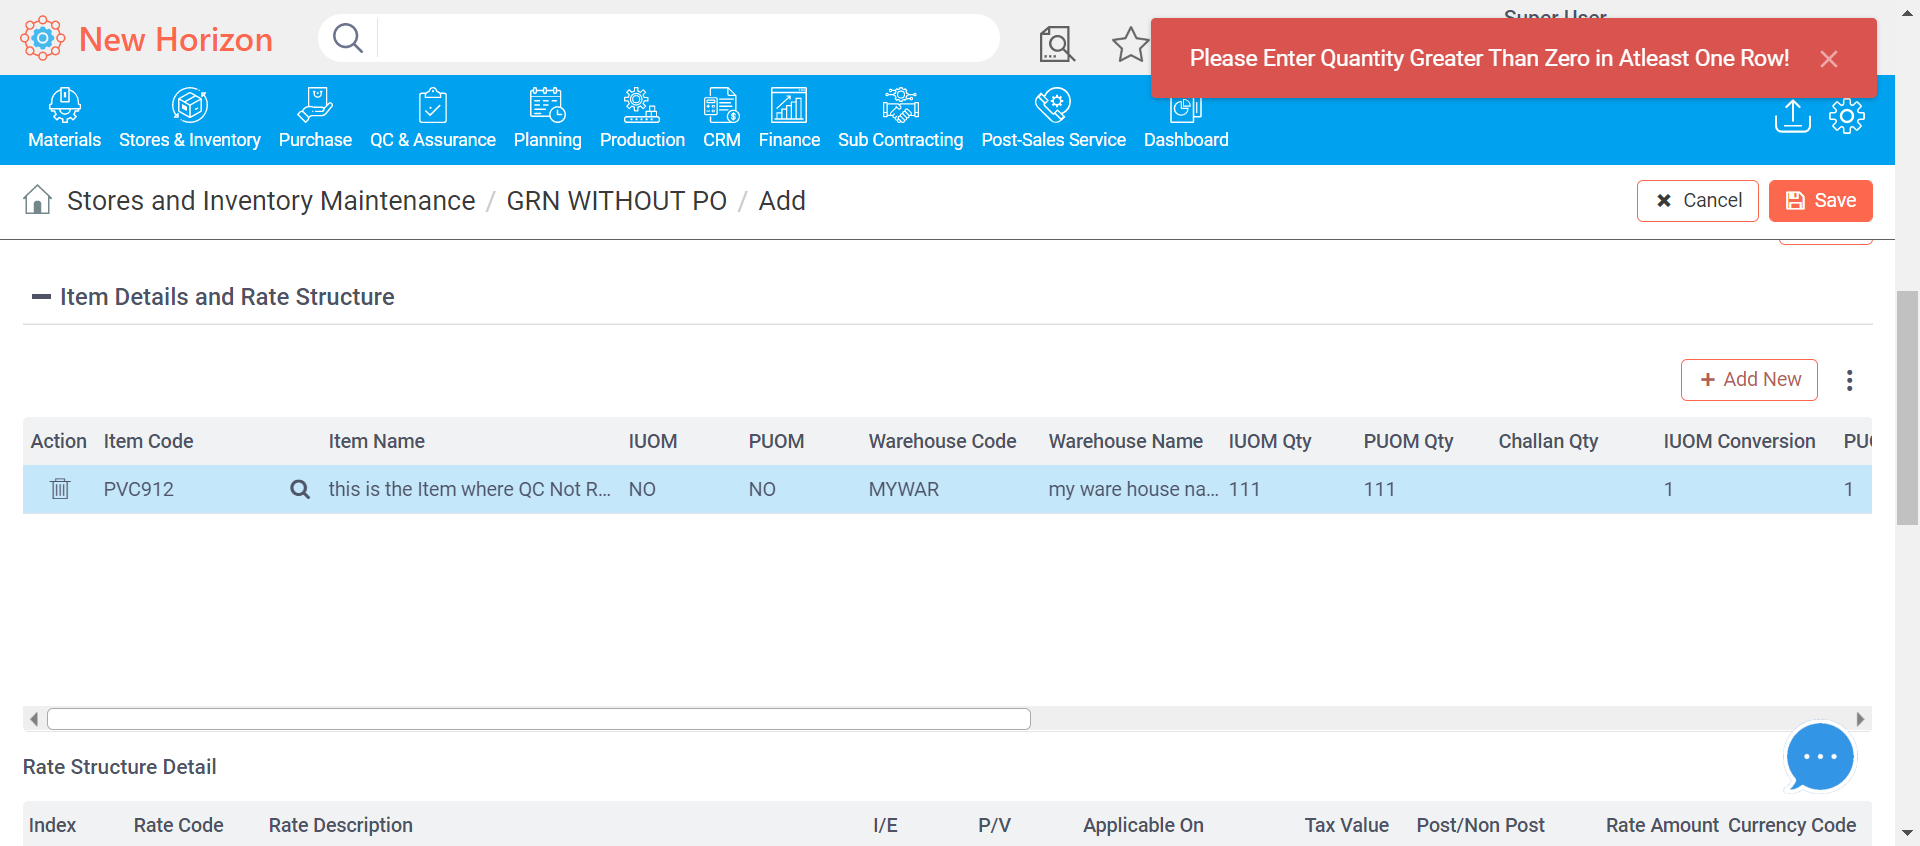 New Horizon
Super User
Please Enter Quantity Greater Than Zero in Atleast One Row!
Materials Stores & Inventory Purchase QC & Assurance Planning Production CRM Finance Sub Contracting Post-Sales Service Dashboard
Stores and Inventory Maintenance / GRN WITHOUT PO / Add
Cancel Save
Item Details and Rate Structure
+ Add New
Action Item Code Item Name IUOM PUOM Warehouse Code Warehouse Name IUOM Qty PUOM Qty Challan Qty IUOM Conversion
PVC912 this is the Item where QC Not R... NO NO MYWAR my ware house na... 111 111 1 1
Rate Structure Detail
Index Rate Code Rate Description I/E P/V Applicable On Tax Value Post/Non Post Rate Amount Currency Code